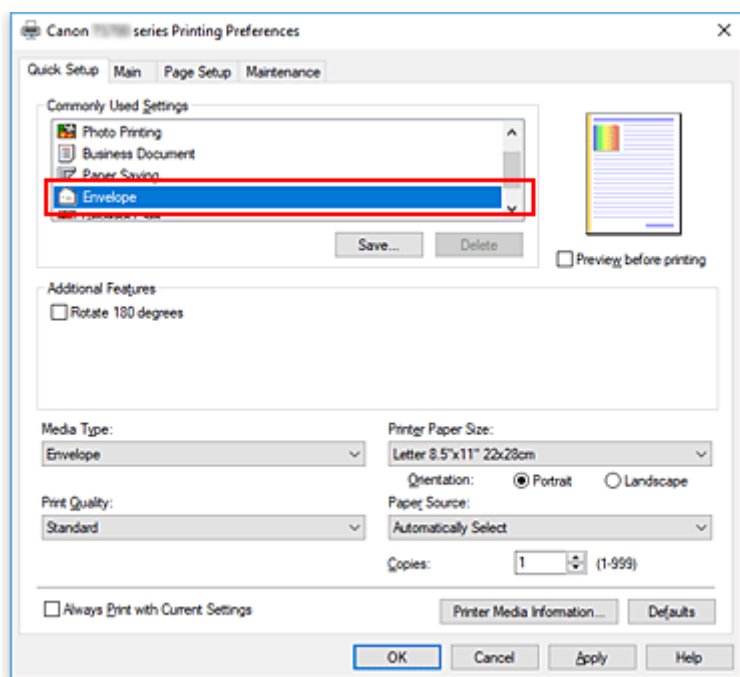 Canon series Printing Preferences
Quick Setup Main Page Setup Maintenance
Commonly Used Settings
Photo Printing
Business Document
Paper Saving
Envelope
Save... Delete
Preview before printing
Additional Features
Rotate 180 degrees
Media Type: Printer Paper Size:
Envelope Letter 8.5"x11" 22x28cm
Orientation: Portrait Landscape
Print Quality: Paper Source:
Standard Automatically Select
Copies: 1 (1-999)
Always Print with Current Settings Printer Media Information... Defaults
OK Cancel Apply Help